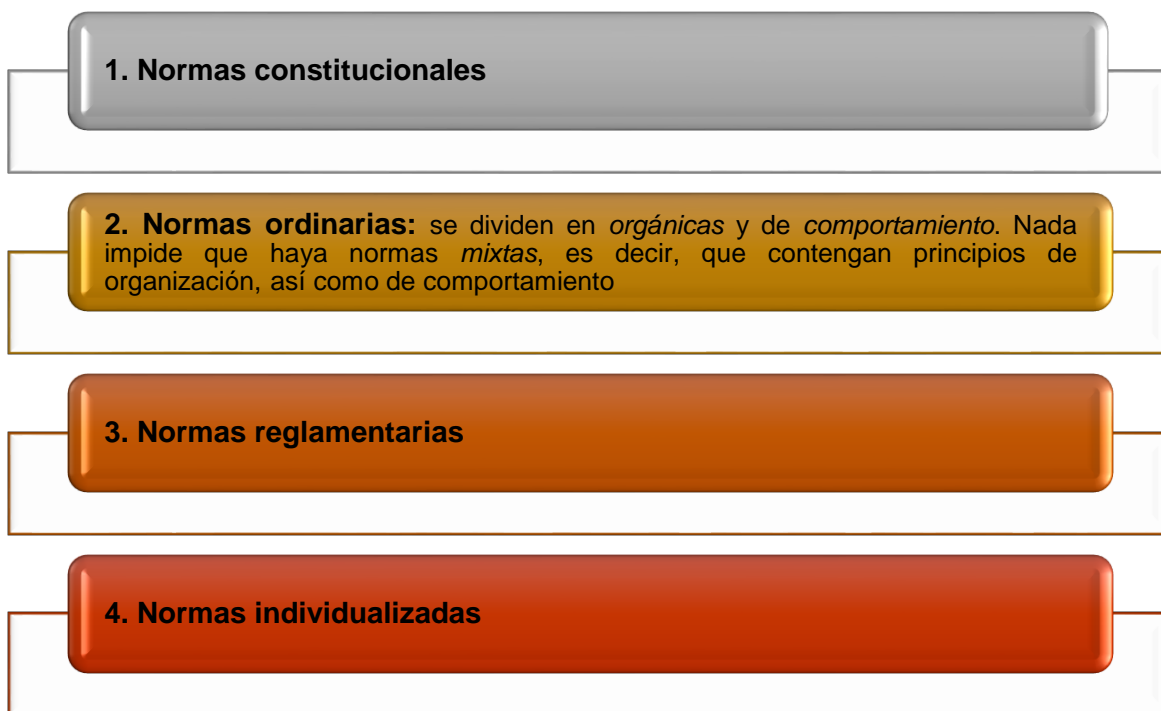 1. Normas constitucionales
2. Normas ordinarias: se dividen en orgánicas y de comportamiento. Nada
impide que haya normas mixtas, es decir, que contengan principios de
organización, así como de comportamiento
3. Normas reglamentarias
4. Normas individualizadas